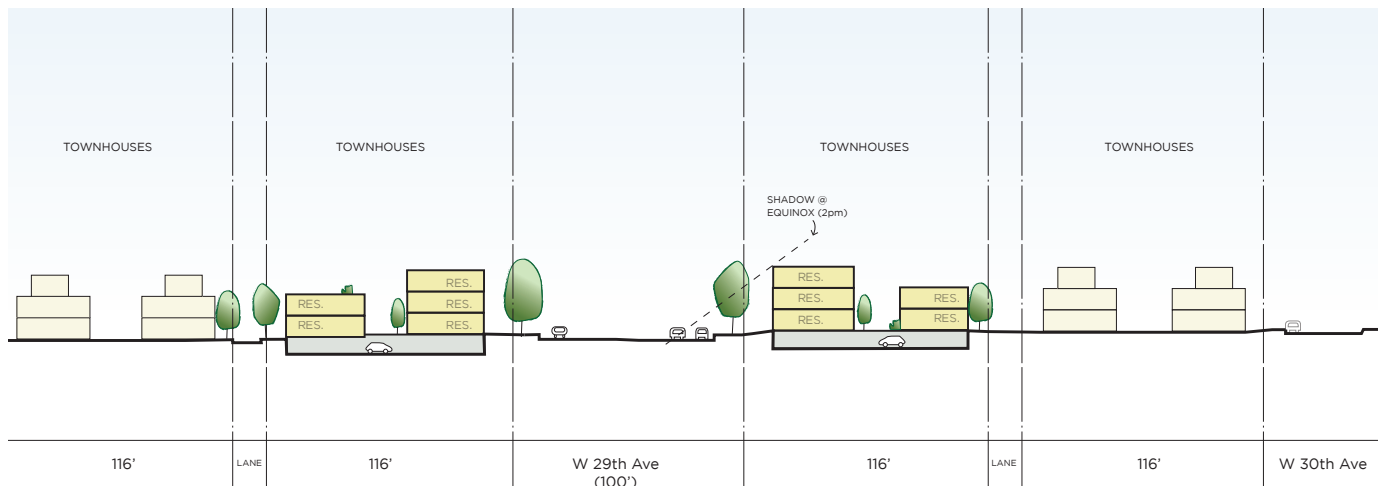 TOWNHOUSES
TOWNHOUSES
TOWNHOUSES
TOWNHOUSES
SHADOW @
EQUINOX (2pm)
RES.
RES.
RES.
RES.
RES.
RES.
RES.
RES.
RES.
RES.
116'
LANE
116'
W 29th Ave
(100')
116'
LANE
116'
W 30th Ave